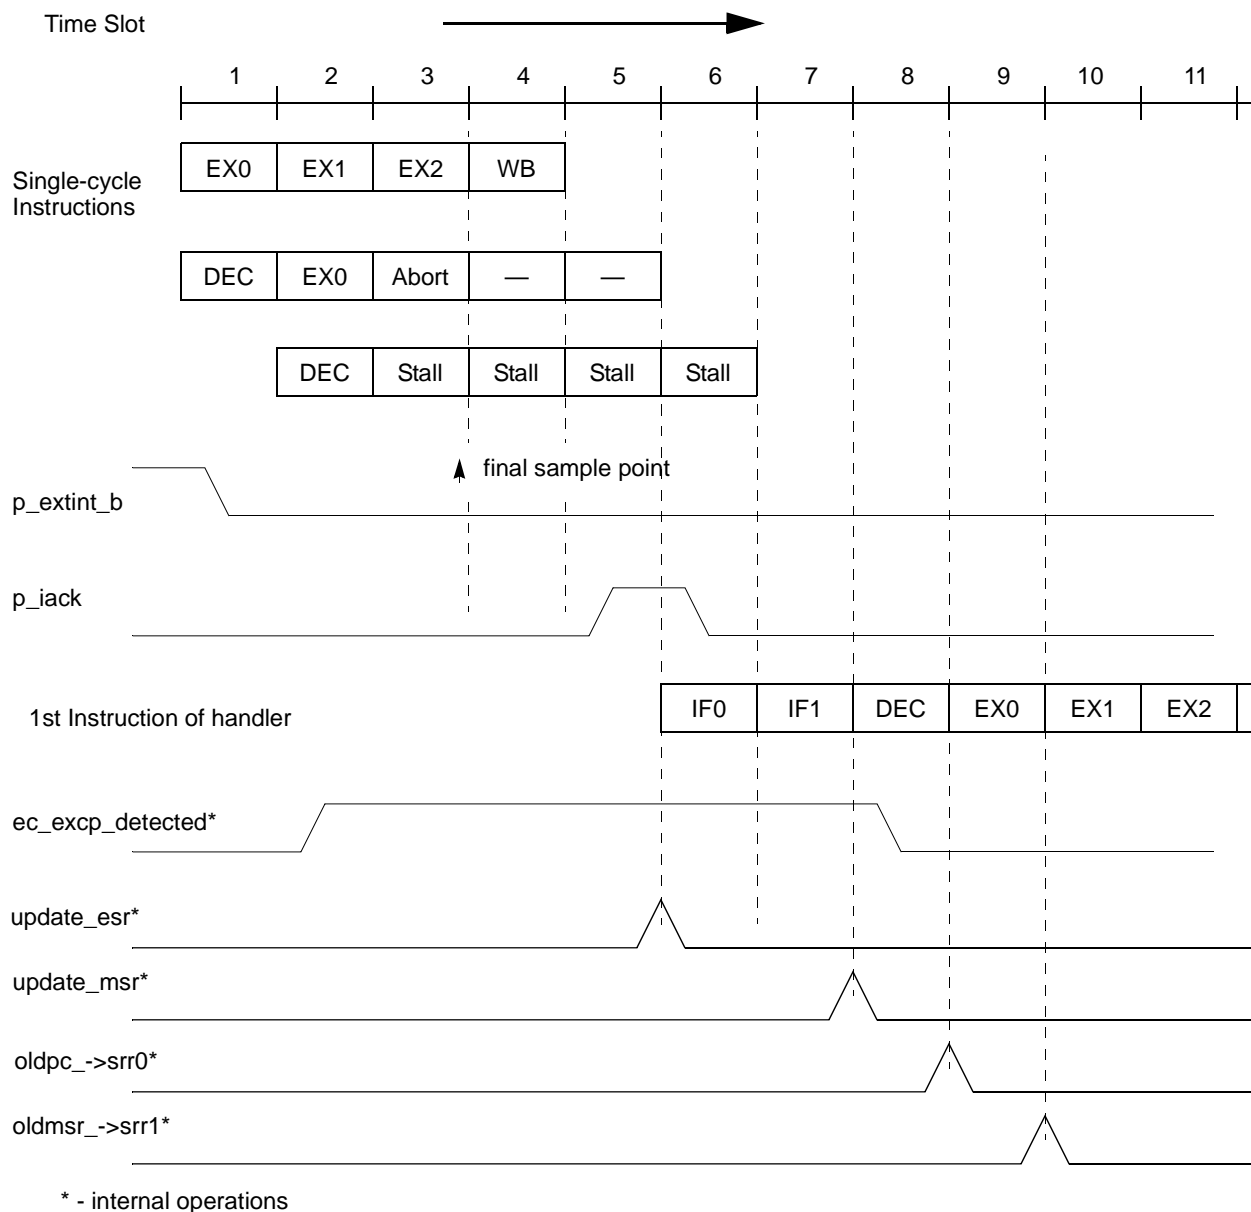 Time Slot
1 2 3 4 5 6 7 8 9 10 11
EX0 EX1 EX2 WB
Single-cycle
Instructions
DEC EX0 Abort — —
DEC Stall Stall Stall Stall
final sample point
p_extint_b
p_iack
IF0 IF1 DEC EX0 EX1 EX2
1st Instruction of handler
ec_excp_detected*
update_esr*
update_msr*
oldpc_->srr0*
oldmsr_->srr1*
* - internal operations